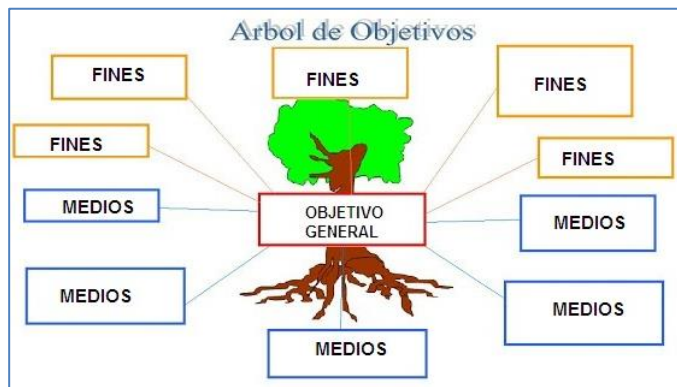 Arbol de Objetivos
FINES
FINES
FINES
FINES
FINES
MEDIOS
OBJETIVO
GENERAL
MEDIOS
MEDIOS
MEDIOS
MEDIOS